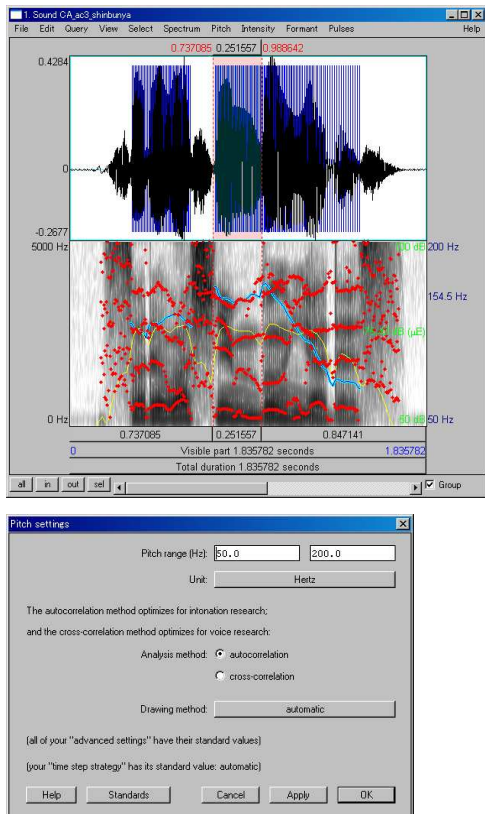 1. Sound CA_ac3_shinbunya
File Edit Query View Select Spectrum Pitch Intensity Formant Pulses Help
0.737085 0.251557 0.988642
0.4284
0
-0.2677
5000 Hz
200 Hz
154.5 Hz
0 Hz
50 Hz
0.737085 0.251557 0.847141
0 Visible part 1.835782 seconds 1.835782
Total duration 1.835782 seconds
all in out sel Group
Pitch settings
Pitch range (Hz): 50.0 200.0
Unit: Hertz
The autocorrelation method optimizes for intonation research;
and the cross-correlation method optimizes for voice research:
Analysis method: autocorrelation
cross-correlation
Drawing method: automatic
(all of your "advanced settings" have their standard values)
(your "time step strategy" has its standard value: automatic)
Help Standards Cancel Apply OK